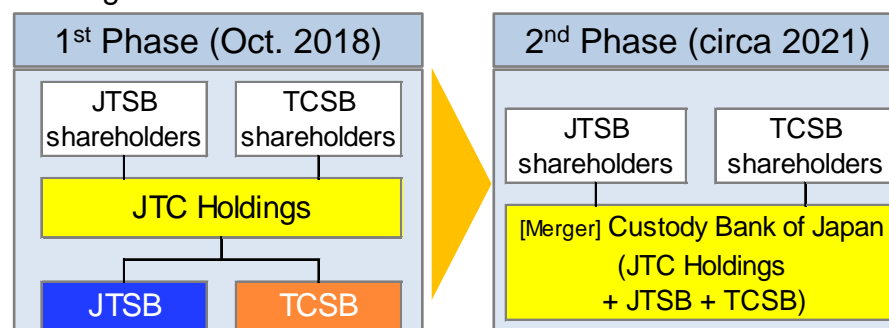 1st Phase (Oct. 2018)
JTSB
shareholders
TCSB
shareholders
JTC Holdings
JTSB
TCSB
2nd Phase (circa 2021)
JTSB
shareholders
TCSB
shareholders
[Merger] Custody Bank of Japan
(JTC Holdings
+ JTSB + TCSB)